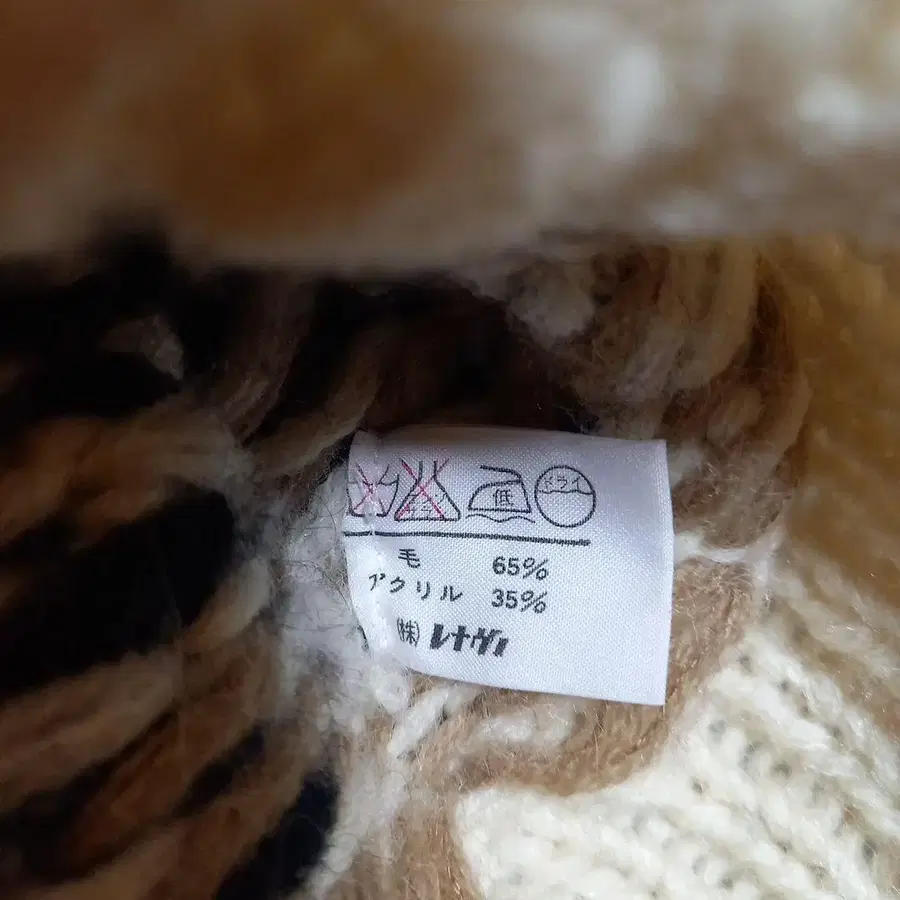 低 ドライ
毛 65%
アクリル 35%
(株) レナウン